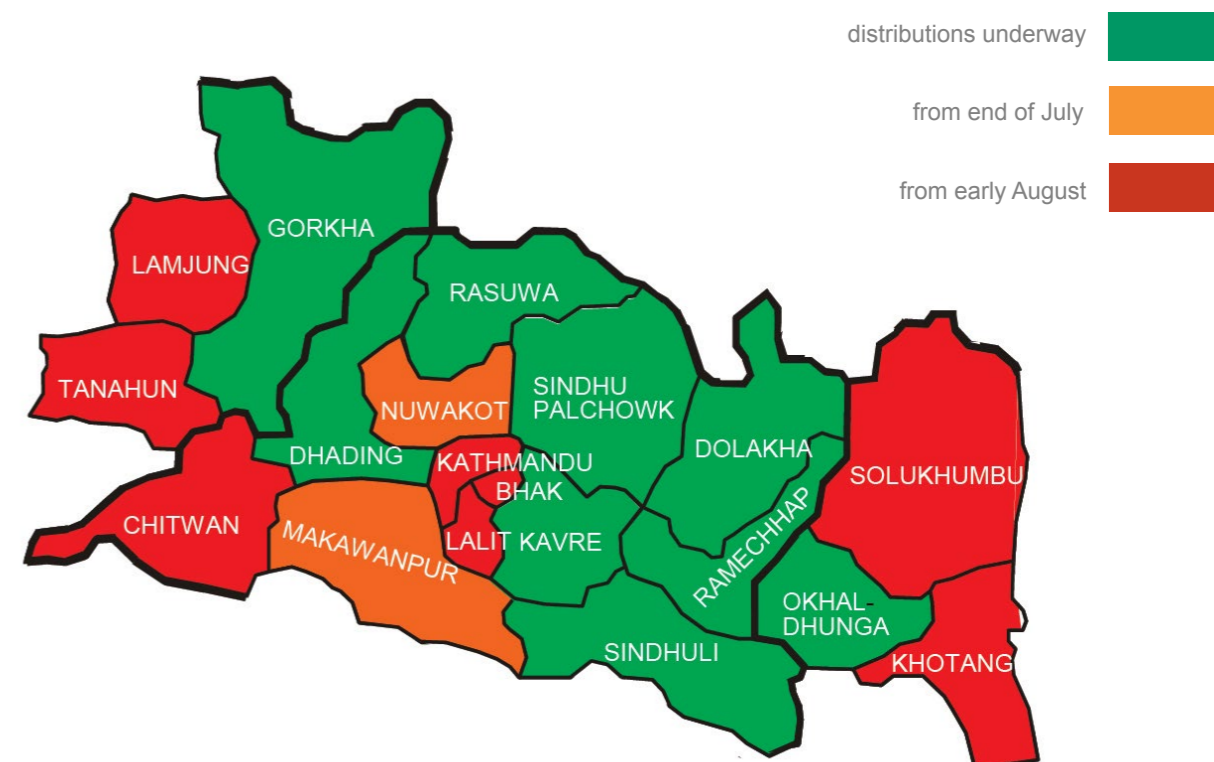 distributions underway
from end of July
from early August
GORKHA
LAMJUNG
RASUWA
TANAHUN
NUWAKOT
SINDHU
PALCHOWK
DHADING
KATHMANDU
BHAK
DOLAKHA
SOLUKHUMBU
CHITWAN
MAKAWANPUR
LALIT
KAVRE
RAMECHHAP
OKHAL-
DHUNGA
SINDHULI
KHOTANG